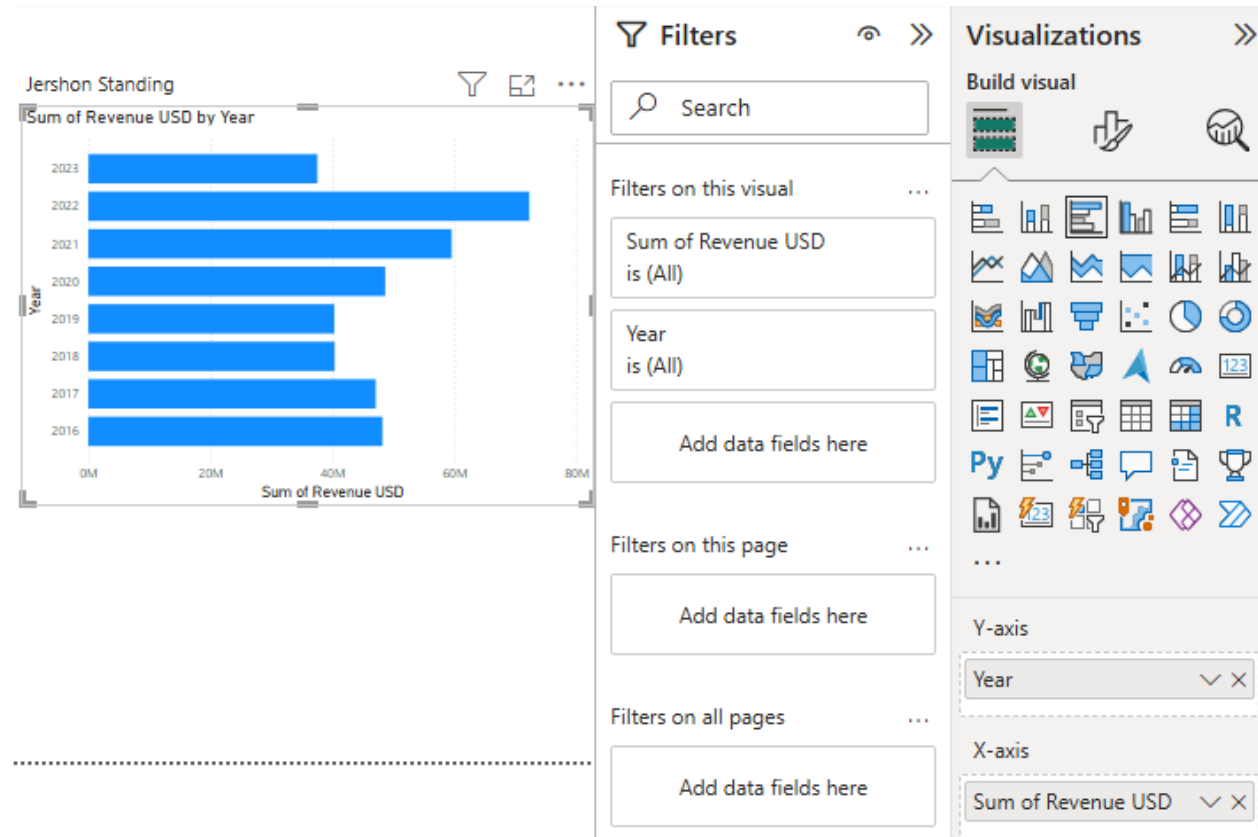 Jershon Standing
Sum of Revenue USD by Year
2023
2022
2021
2020
2019
2018
2017
2016
Year
0M 20M 40M 60M 80M
Sum of Revenue USD
Filters
Search
Filters on this visual
Sum of Revenue USD
is (All)
Year
is (All)
Add data fields here
Filters on this page
Add data fields here
Filters on all pages
Add data fields here
Visualizations
Build visual
123
R
Py
123
Y-axis
Year
X-axis
Sum of Revenue USD